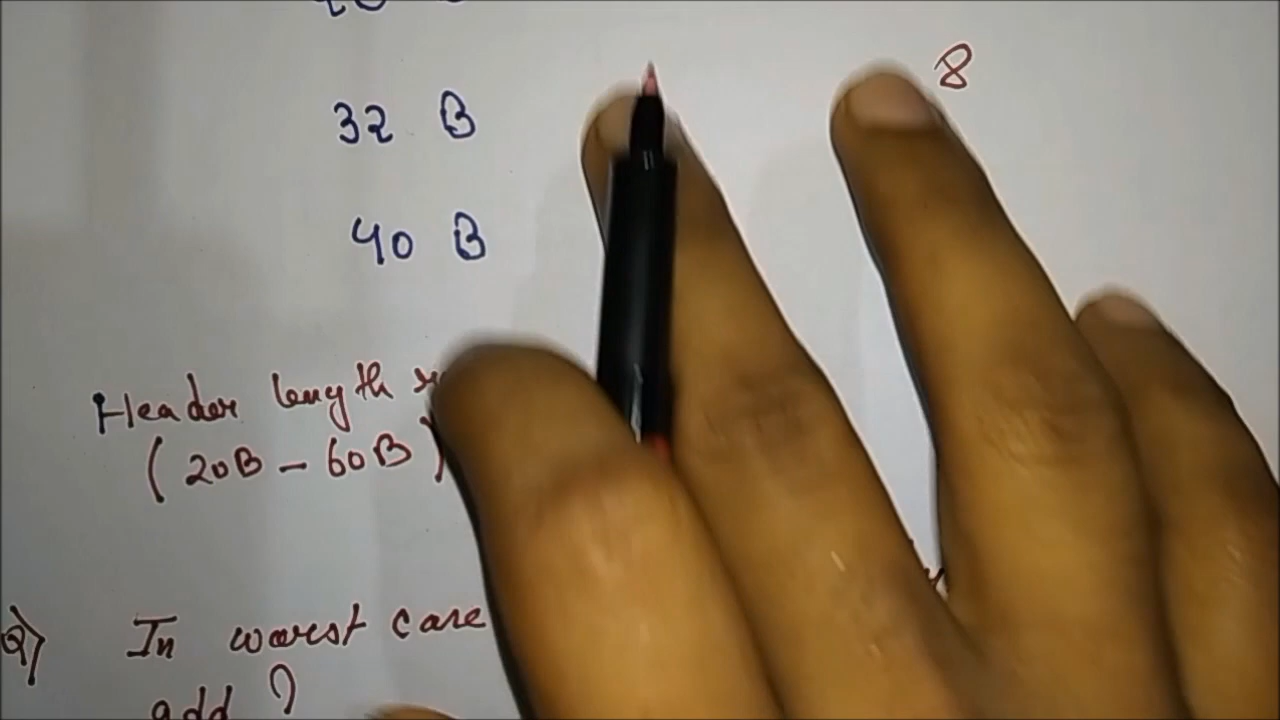 8
32 B
40 B
Header length
(20B - 60B)
Q) In worst case
add ?